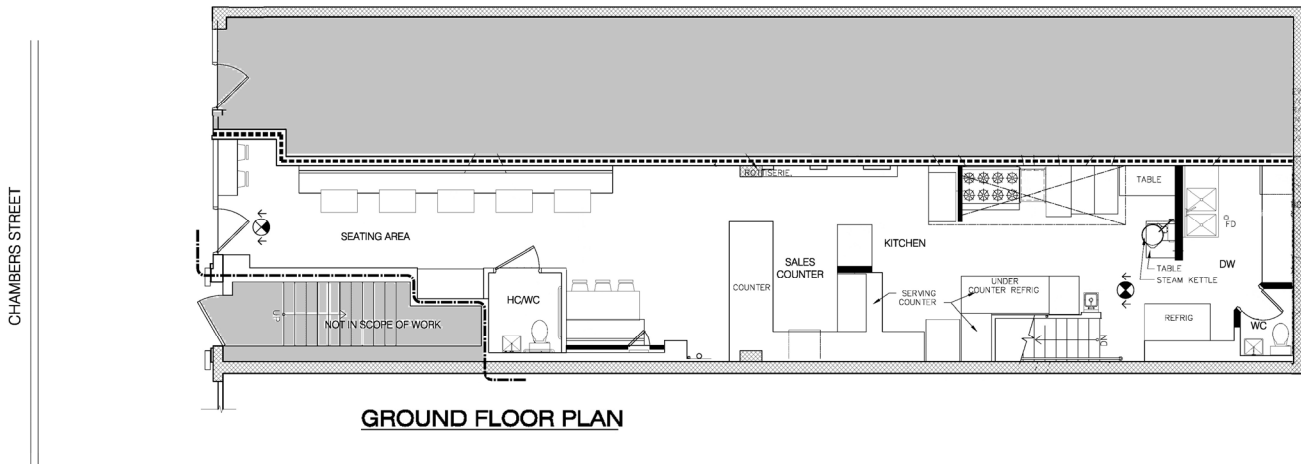 CHAMBERS STREET
ROTISSERIE.
TABLE
FD
SEATING AREA
KITCHEN
SALES
COUNTER
COUNTER
SERVING
COUNTER
UNDER
COUNTER REFRIG
TABLE
STEAM KETTLE
DW
HC/WC
UP
NOT IN SCOPE OF WORK
REFRIG
WC
DN
GROUND FLOOR PLAN